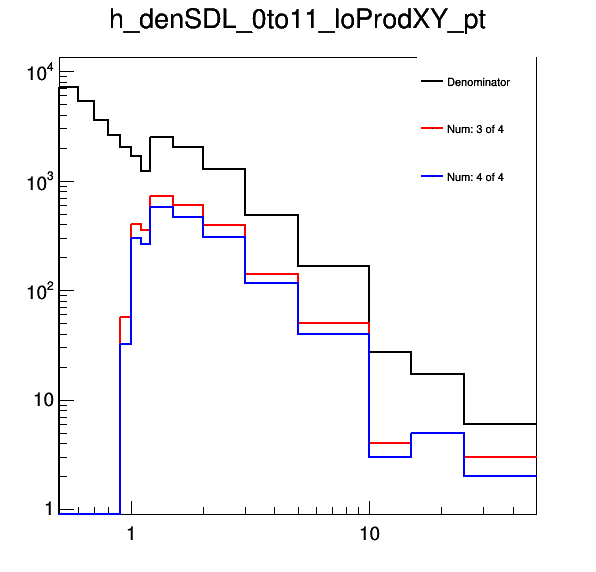 h_denSDL_0to11_loProdXY_pt
10^4
Denominator
Num: 3 of 4
10^3
Num: 4 of 4
10^2
10
1
1 10